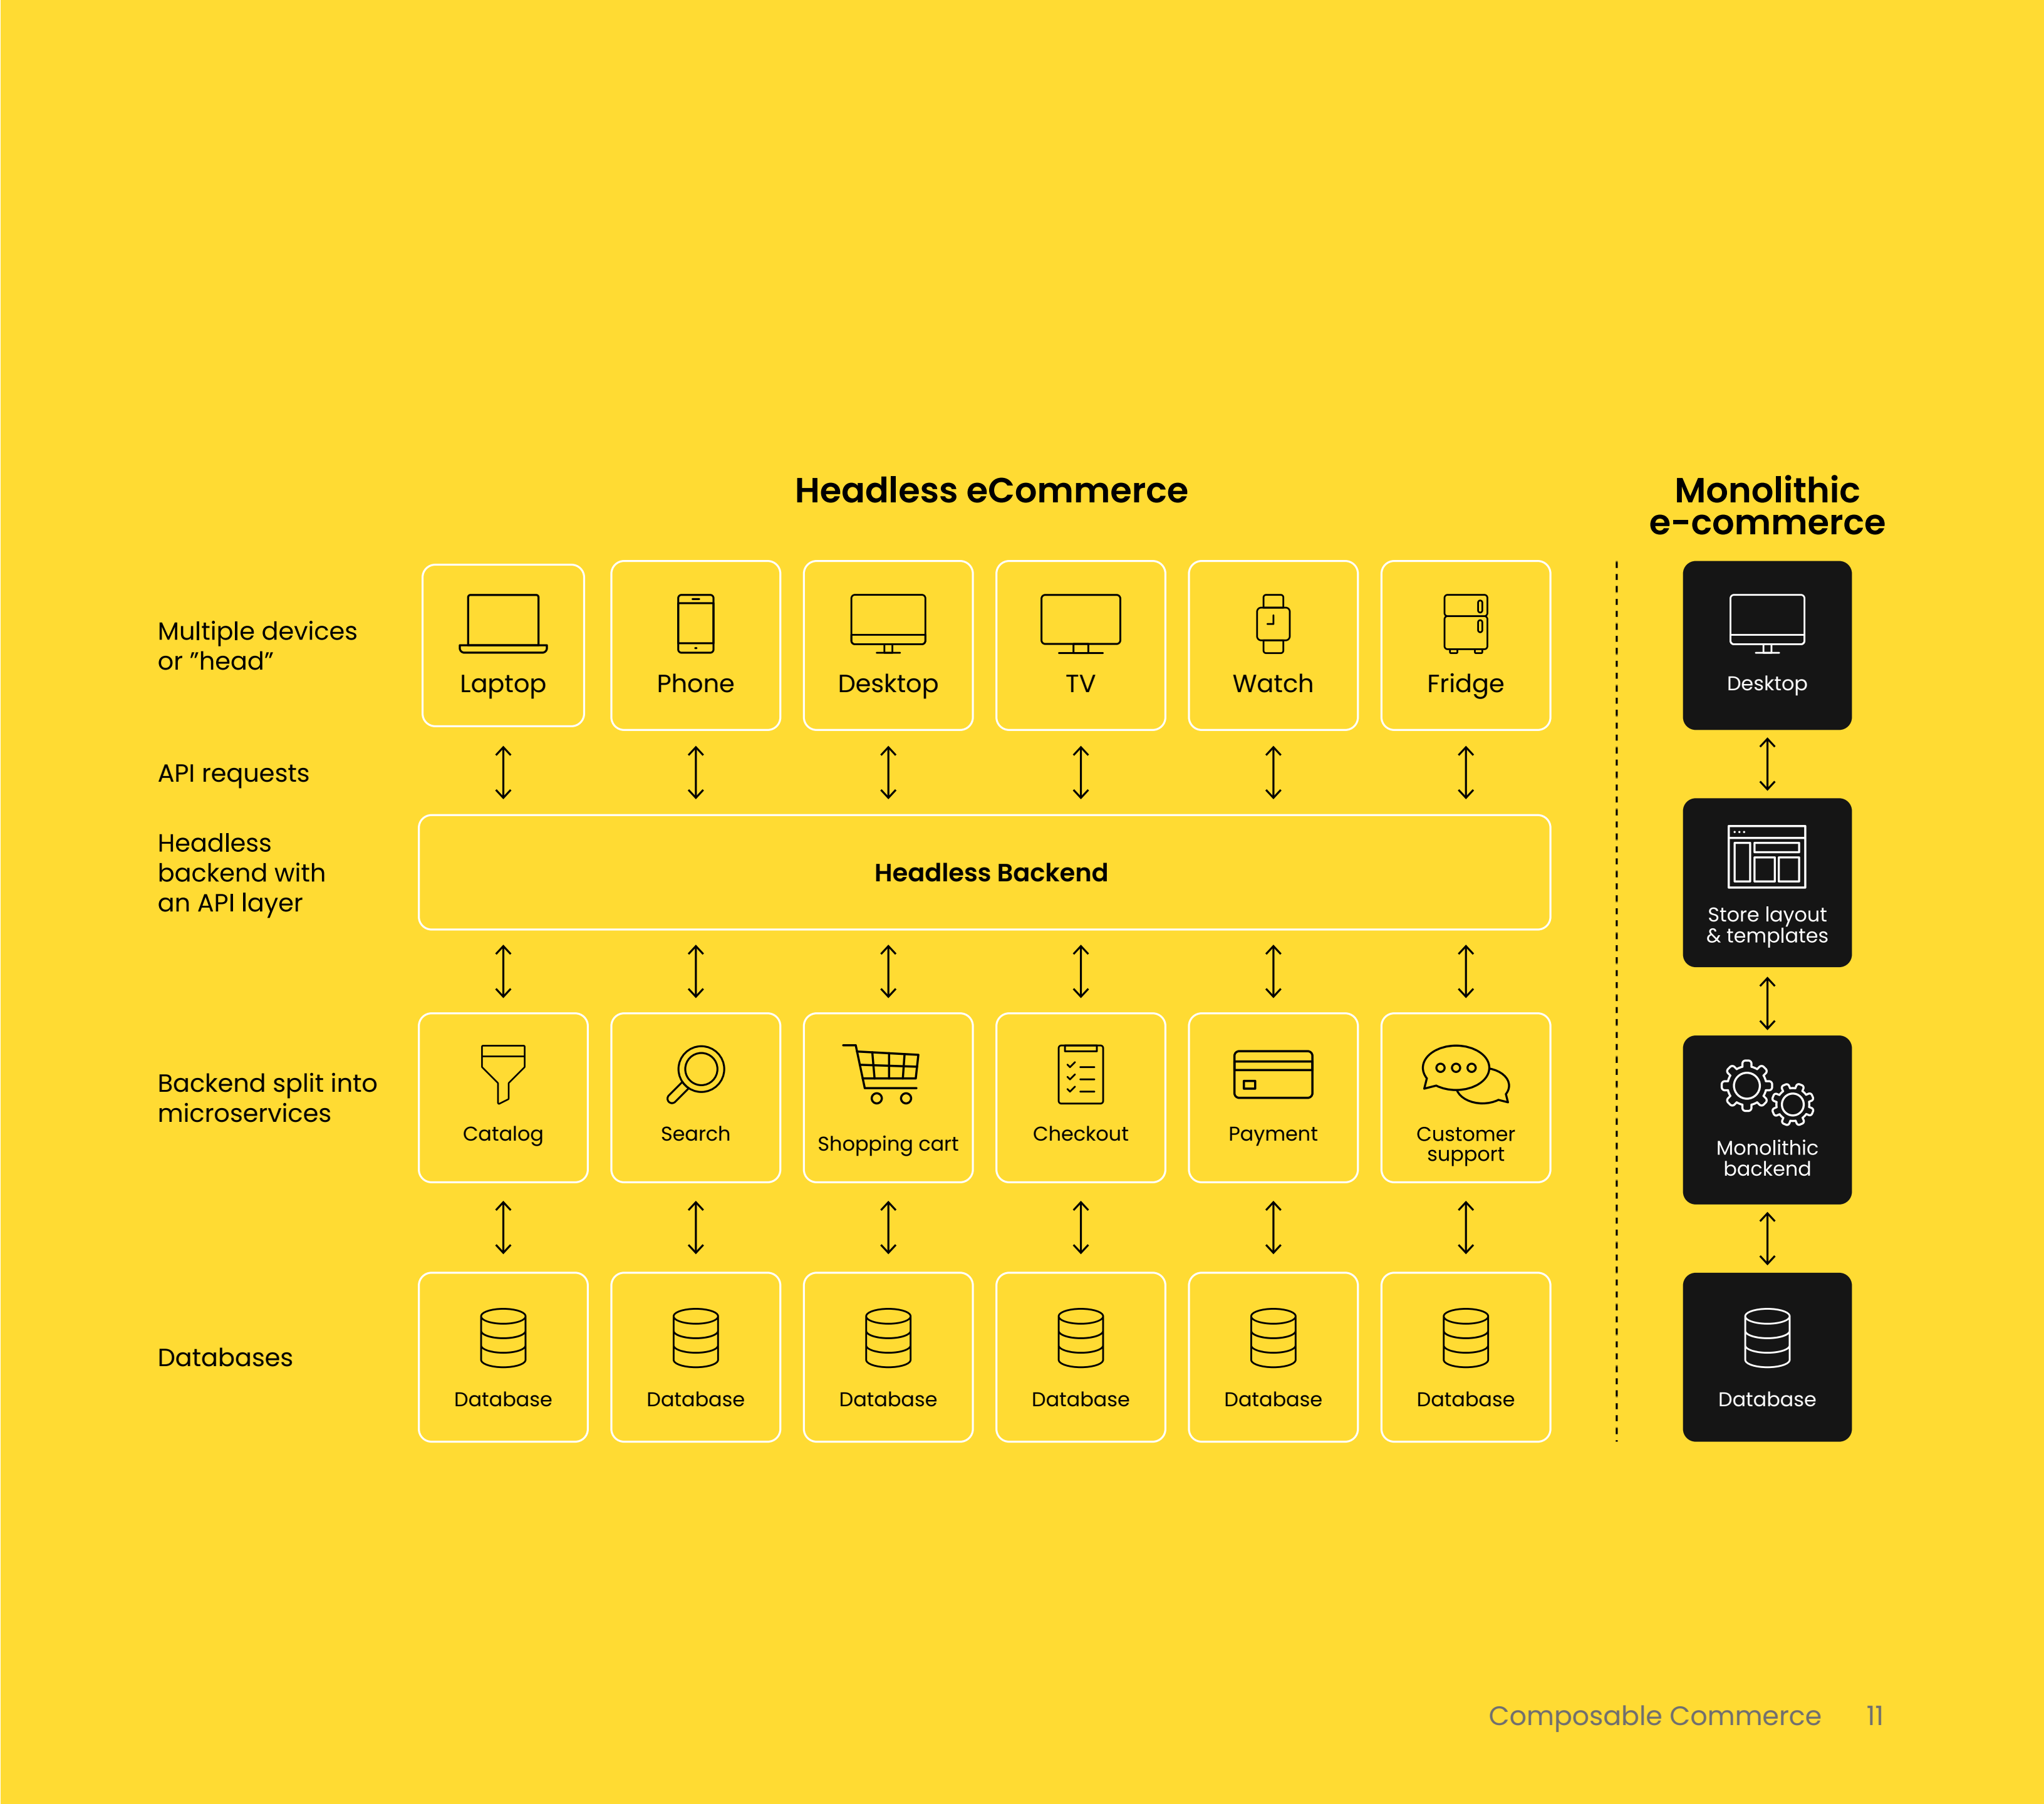 Headless eCommerce
Monolithic
e-commerce
Multiple devices
or ”head”
Laptop
Phone
Desktop
TV
Watch
Fridge
Desktop
API requests
Headless
backend with
an API layer
Headless Backend
Store layout
& templates
Backend split into
microservices
Catalog
Search
Shopping cart
Checkout
Payment
Customer
support
Monolithic
backend
Databases
Database
Database
Database
Database
Database
Database
Database
Composable Commerce 11